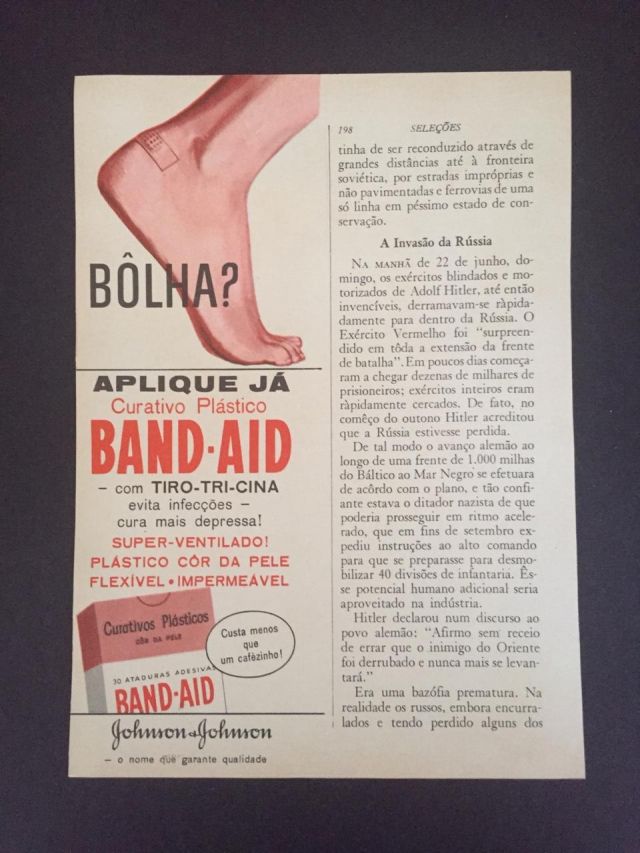 BÔLHA?
APLIQUE JÁ
Curativo Plástico
BAND-AID
– com TIRO-TRI-CINA
evita infecções –
cura mais depressa!
SUPER-VENTILADO!
PLÁSTICO CÔR DA PELE
FLEXÍVEL • IMPERMEÁVEL
Curativos Plásticos
CÔR DA PELE
30 ATADURAS ADESIVAS
BAND-AID
Custa menos
que
um cafèzinho!
Johnson & Johnson
– o nome que garante qualidade
198 SELEÇÕES
tinha de ser reconduzido através de
grandes distâncias até à fronteira
soviética, por estradas impróprias e
não pavimentadas e ferrovias de uma
só linha em péssimo estado de con-
servação.
A Invasão da Rússia
NA MANHÃ de 22 de junho, do-
mingo, os exércitos blindados e mo-
torizados de Adolf Hitler, até então
invencíveis, derramavam-se ràpida-
damente para dentro da Rússia. O
Exército Vermelho foi “surpreen-
dido em tôda a extensão da frente
de batalha”. Em poucos dias começa-
ram a chegar dezenas de milhares de
prisioneiros; exércitos inteiros eram
ràpidamente cercados. De fato, no
comêço do outono Hitler acreditou
que a Rússia estivesse perdida.
De tal modo o avanço alemão ao
longo de uma frente de 1.000 milhas
do Báltico ao Mar Negro se efetuara
de acôrdo com o plano, e tão confi-
ante estava o ditador nazista de que
poderia prosseguir em ritmo acele-
rado, que em fins de setembro ex-
pediu instruções ao alto comando
para que se preparasse para desmo-
bilizar 40 divisões de infantaria. Ês-
se potencial humano adicional seria
aproveitado na indústria.
Hitler declarou num discurso ao
povo alemão: “Afirmo sem receio
de errar que o inimigo do Oriente
foi derrubado e nunca mais se levan-
tará.”
Era uma bazófia prematura. Na
realidade os russos, embora encurra-
lados e tendo perdido alguns dos